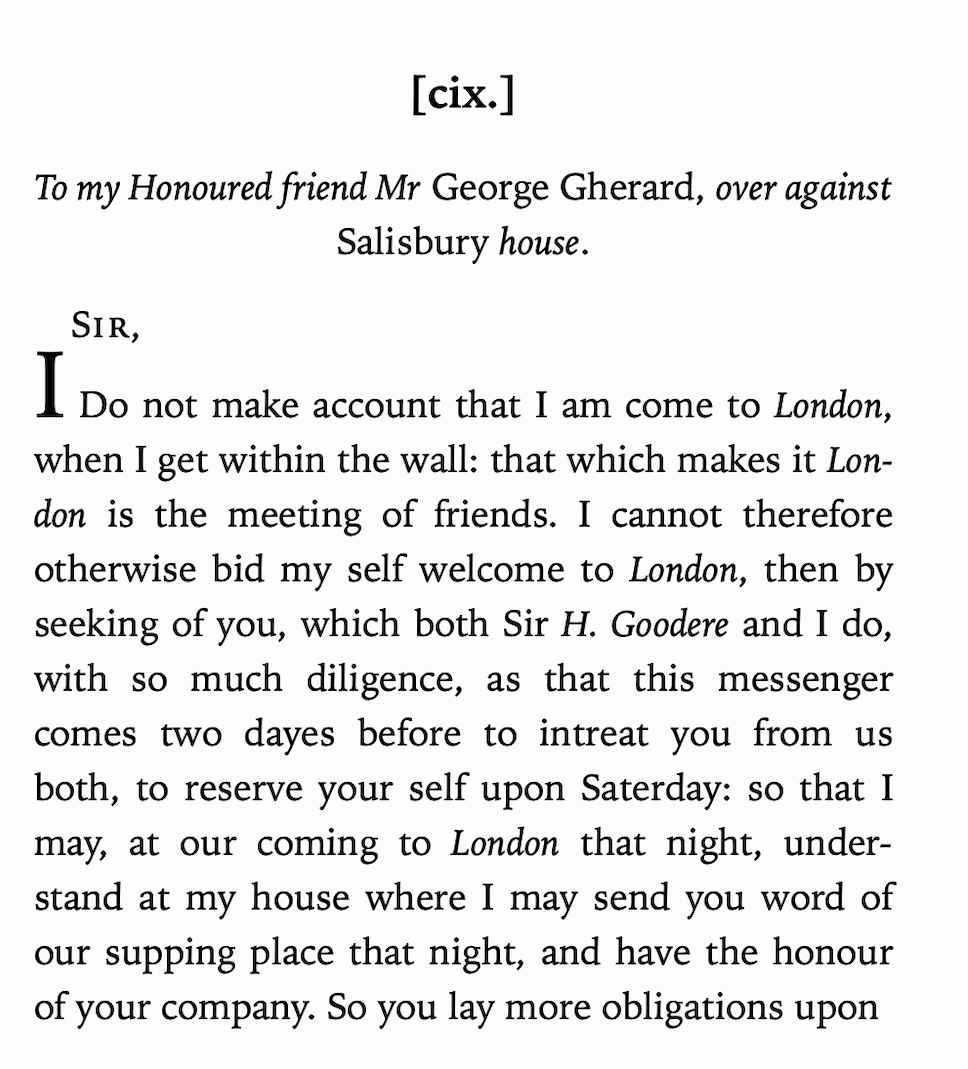 [cix.]
To my Honoured friend Mr George Gherard, over against
Salisbury house.
SIR,
I Do not make account that I am come to London,
when I get within the wall: that which makes it Lon-
don is the meeting of friends. I cannot therefore
otherwise bid my self welcome to London, then by
seeking of you, which both Sir H. Goodere and I do,
with so much diligence, as that this messenger
comes two dayes before to intreat you from us
both, to reserve your self upon Saterday: so that I
may, at our coming to London that night, under-
stand at my house where I may send you word of
our supping place that night, and have the honour
of your company. So you lay more obligations upon